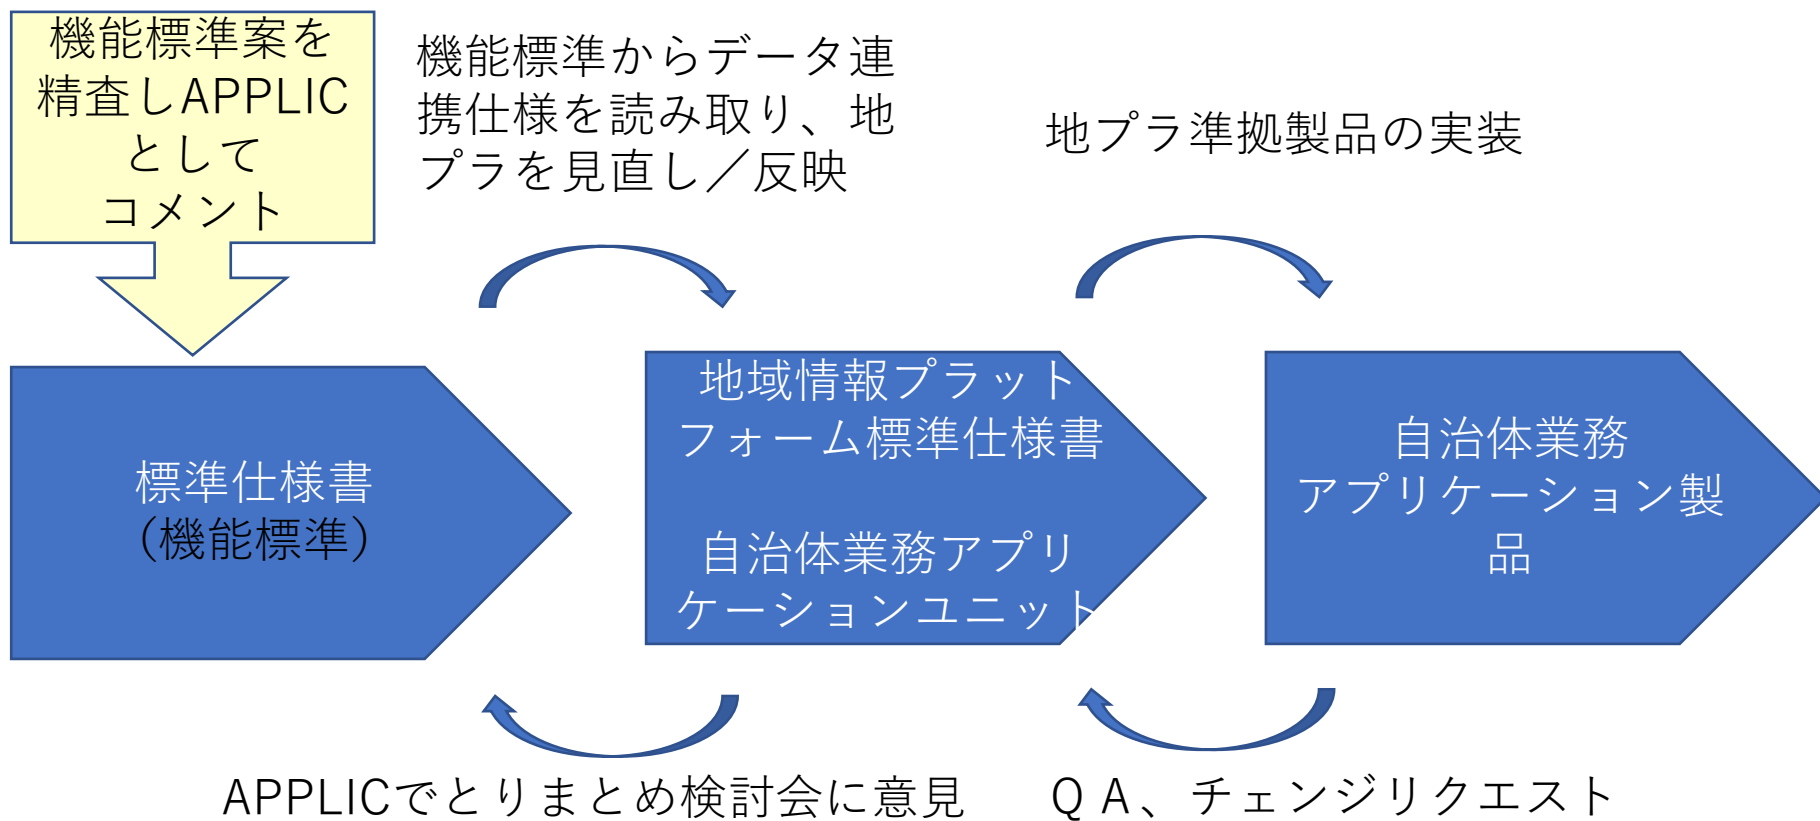 機能標準案を
精査しAPPLIC
として
コメント
機能標準からデータ連
携仕様を読み取り、地
プラを見直し／反映
地プラ準拠製品の実装
標準仕様書
(機能標準)
地域情報プラット
フォーム標準仕様書
自治体業務アプリ
ケーションユニット
自治体業務
アプリケーション製
品
APPLICでとりまとめ検討会に意見
ＱＡ、チェンジリクエスト